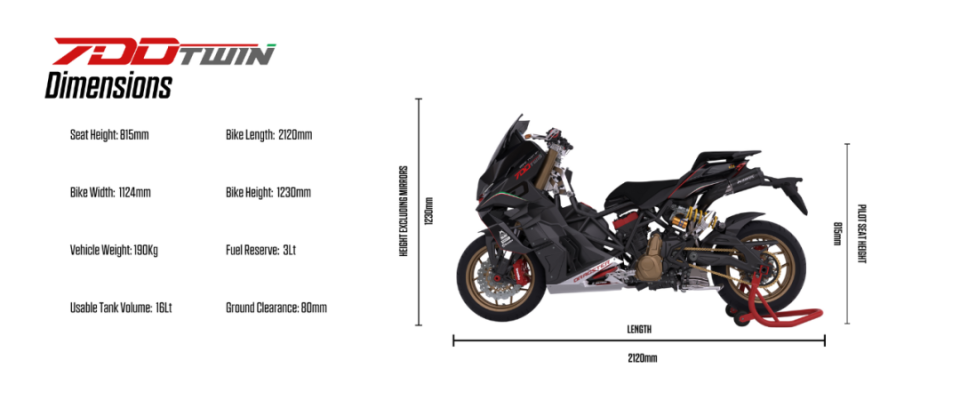 700TWIN
Dimensions
Seat Height: 815mm
Bike Length: 2120mm
Bike Width: 1124mm
Bike Height: 1230mm
Vehicle Weight: 190Kg
Fuel Reserve: 3Lt
Usable Tank Volume: 16Lt
Ground Clearance: 80mm
HEIGHT EXCLUDING MIRRORS
1230mm
PILOT SEAT HEIGHT
815mm
LENGTH
2120mm